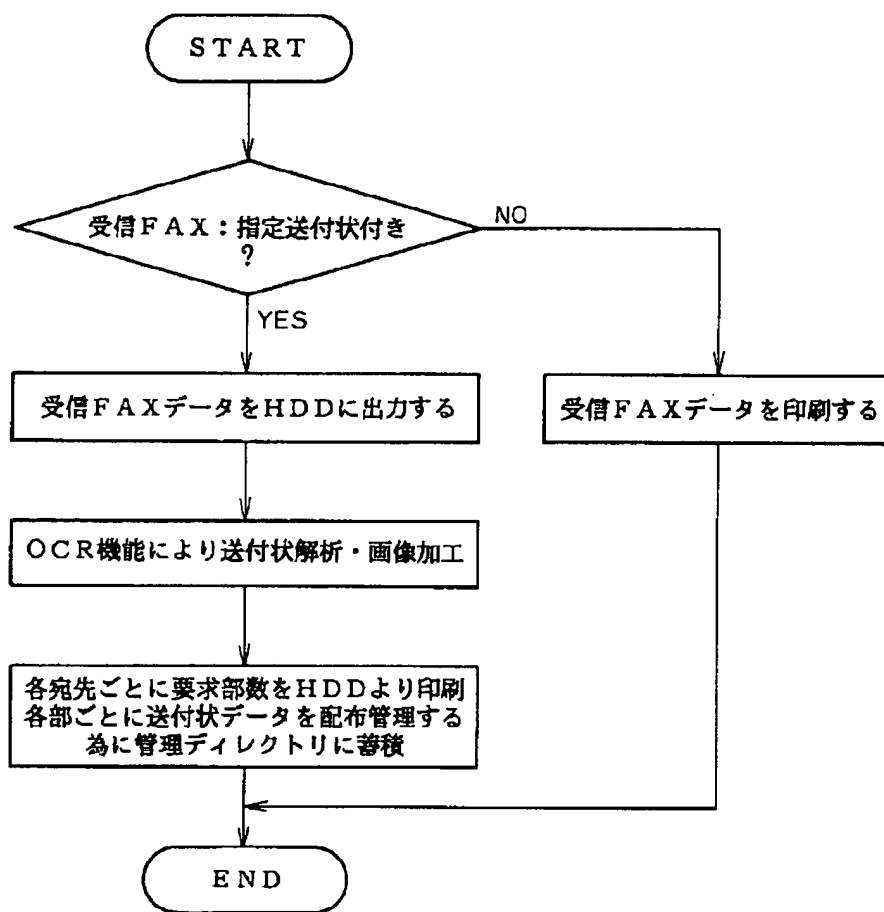 START
受信FAX：指定送付状付き
？
NO
YES
受信FAXデータをHDDに出力する
受信FAXデータを印刷する
OCR機能により送付状解析・画像加工
各宛先ごとに要求部数をHDDより印刷
各部ごとに送付状データを配布管理する
為に管理ディレクトリに蓄積
END